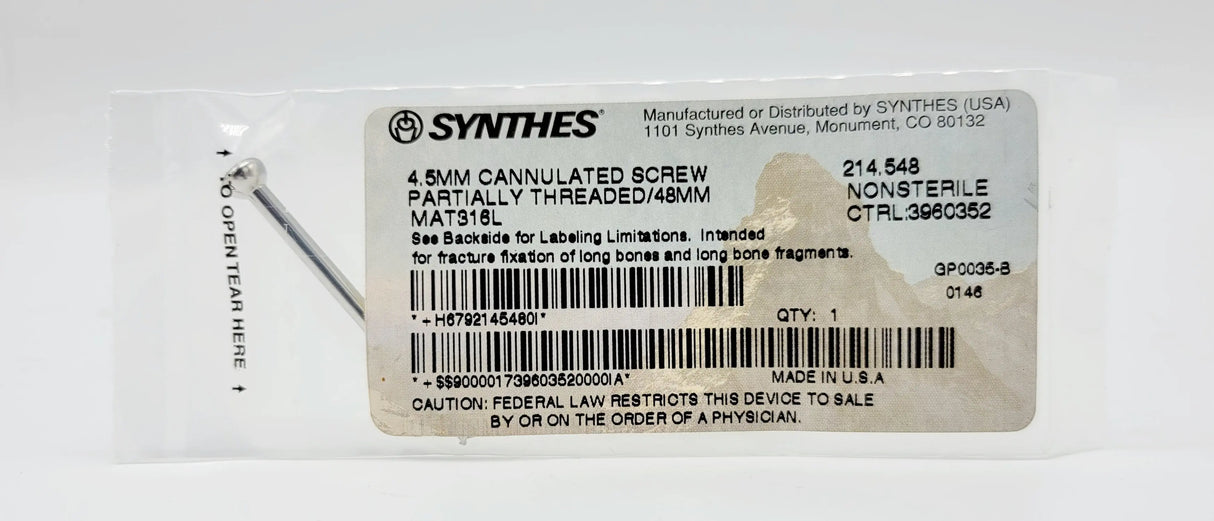 ↑ TO OPEN TEAR HERE ↑
SYNTHES®
Manufactured or Distributed by SYNTHES (USA)
1101 Synthes Avenue, Monument, CO 80132
4.5MM CANNULATED SCREW
PARTIALLY THREADED/48MM
MAT316L
214.548
NONSTERILE
CTRL:3960352
See Backside for Labeling Limitations. Intended
for fracture fixation of long bones and long bone fragments.
GP0035-B
0146
*+H6792145480I*
QTY: 1
*+$$900001739603520000IA*
MADE IN U.S.A
CAUTION: FEDERAL LAW RESTRICTS THIS DEVICE TO SALE
BY OR ON THE ORDER OF A PHYSICIAN.